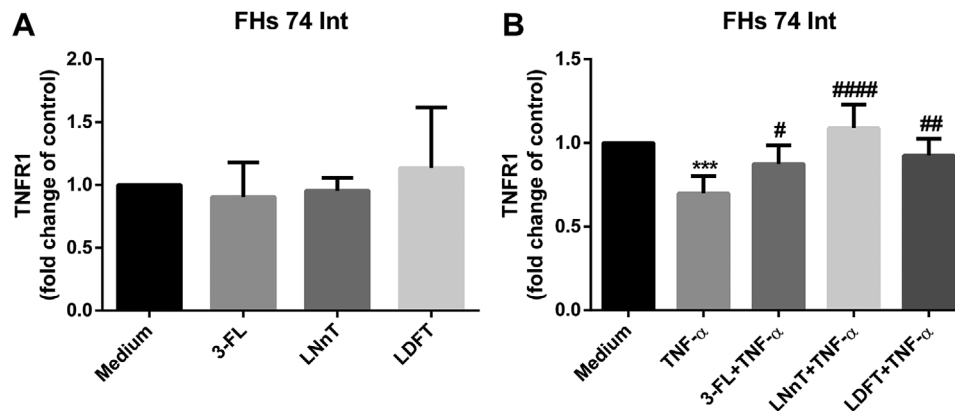 A
FHs 74 Int
TNFR1
(fold change of control)
2.0
1.5
1.0
0.5
0.0
Medium
3-FL
LNnT
LDFT
B
FHs 74 Int
TNFR1
(fold change of control)
1.5
1.0
0.5
0.0
***
#
####
##
Medium
TNF-α
3-FL+TNF-α
LNnT+TNF-α
LDFT+TNF-α